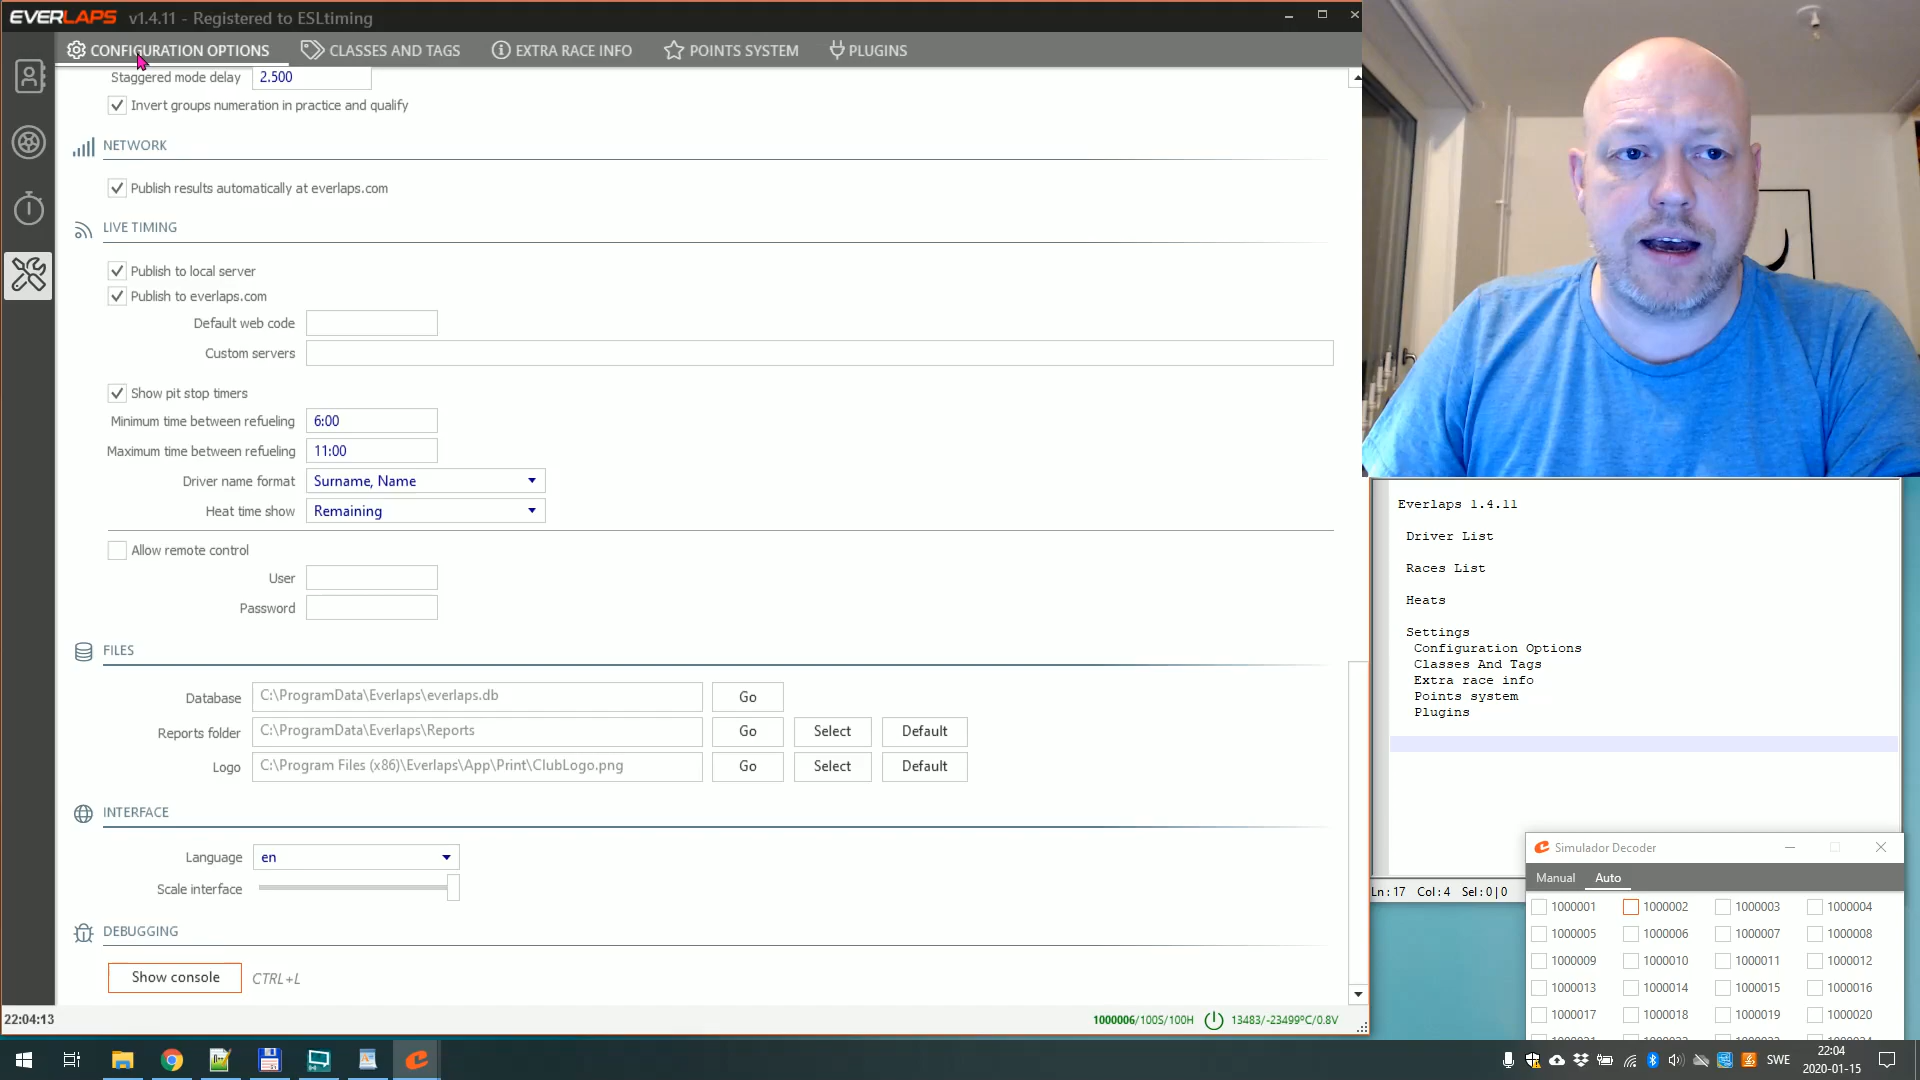 EVERLAPS v1.4.11 - Registered to ESLtiming
CONFIGURATION OPTIONS
CLASSES AND TAGS
EXTRA RACE INFO
POINTS SYSTEM
PLUGINS
Staggered mode delay 2.500
Invert groups numeration in practice and qualify
NETWORK
Publish results automatically at everlaps.com
LIVE TIMING
Publish to local server
Publish to everlaps.com
Default web code
Custom servers
Show pit stop timers
Minimum time between refueling 6:00
Maximum time between refueling 11:00
Driver name format Surname, Name
Heat time show Remaining
Allow remote control
User
Password
FILES
Database C:\ProgramData\Everlaps\everlaps.db Go
Reports folder C:\ProgramData\Everlaps\Reports Go Select Default
Logo C:\Program Files (x86)\Everlaps\App\Print\ClubLogo.png Go Select Default
INTERFACE
Language en
Scale interface
DEBUGGING
Show console CTRL+L
22:04:13
1000006/100S/100H 13483/-23499ºC/0.8V
Everlaps 1.4.11
Driver List
Races List
Heats
Settings
Configuration Options
Classes And Tags
Extra race info
Points system
Plugins
Ln:17 Col:4 Sel:0|0
Simulador Decoder
Manual Auto
1000001 1000002 1000003 1000004
1000005 1000006 1000007 1000008
1000009 1000010 1000011 1000012
1000013 1000014 1000015 1000016
1000017 1000018 1000019 1000020
SWE
22:04
2020-01-15